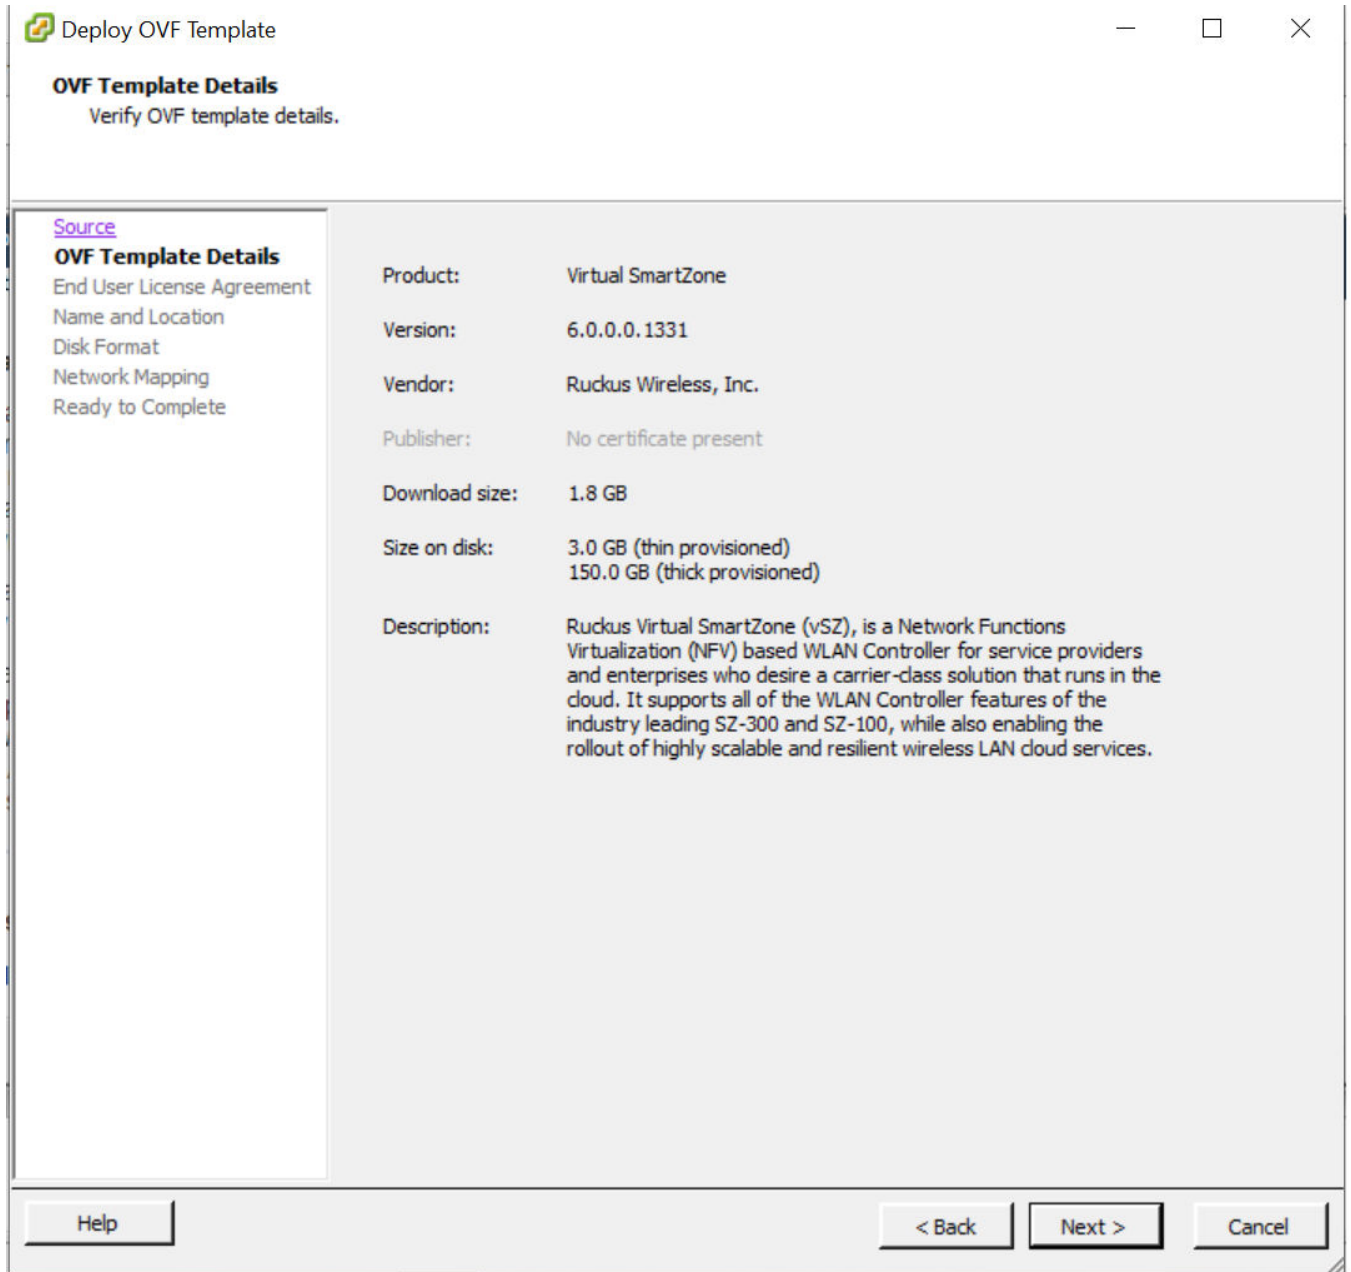 Deploy OVF Template
OVF Template Details
Verify OVF template details.
Source
OVF Template Details
End User License Agreement
Name and Location
Disk Format
Network Mapping
Ready to Complete
Product: Virtual SmartZone
Version: 6.0.0.0.1331
Vendor: Ruckus Wireless, Inc.
Publisher: No certificate present
Download size: 1.8 GB
Size on disk: 3.0 GB (thin provisioned)
150.0 GB (thick provisioned)
Description: Ruckus Virtual SmartZone (vSZ), is a Network Functions
Virtualization (NFV) based WLAN Controller for service providers
and enterprises who desire a carrier-class solution that runs in the
cloud. It supports all of the WLAN Controller features of the
industry leading SZ-300 and SZ-100, while also enabling the
rollout of highly scalable and resilient wireless LAN cloud services.
Help
< Back
Next >
Cancel